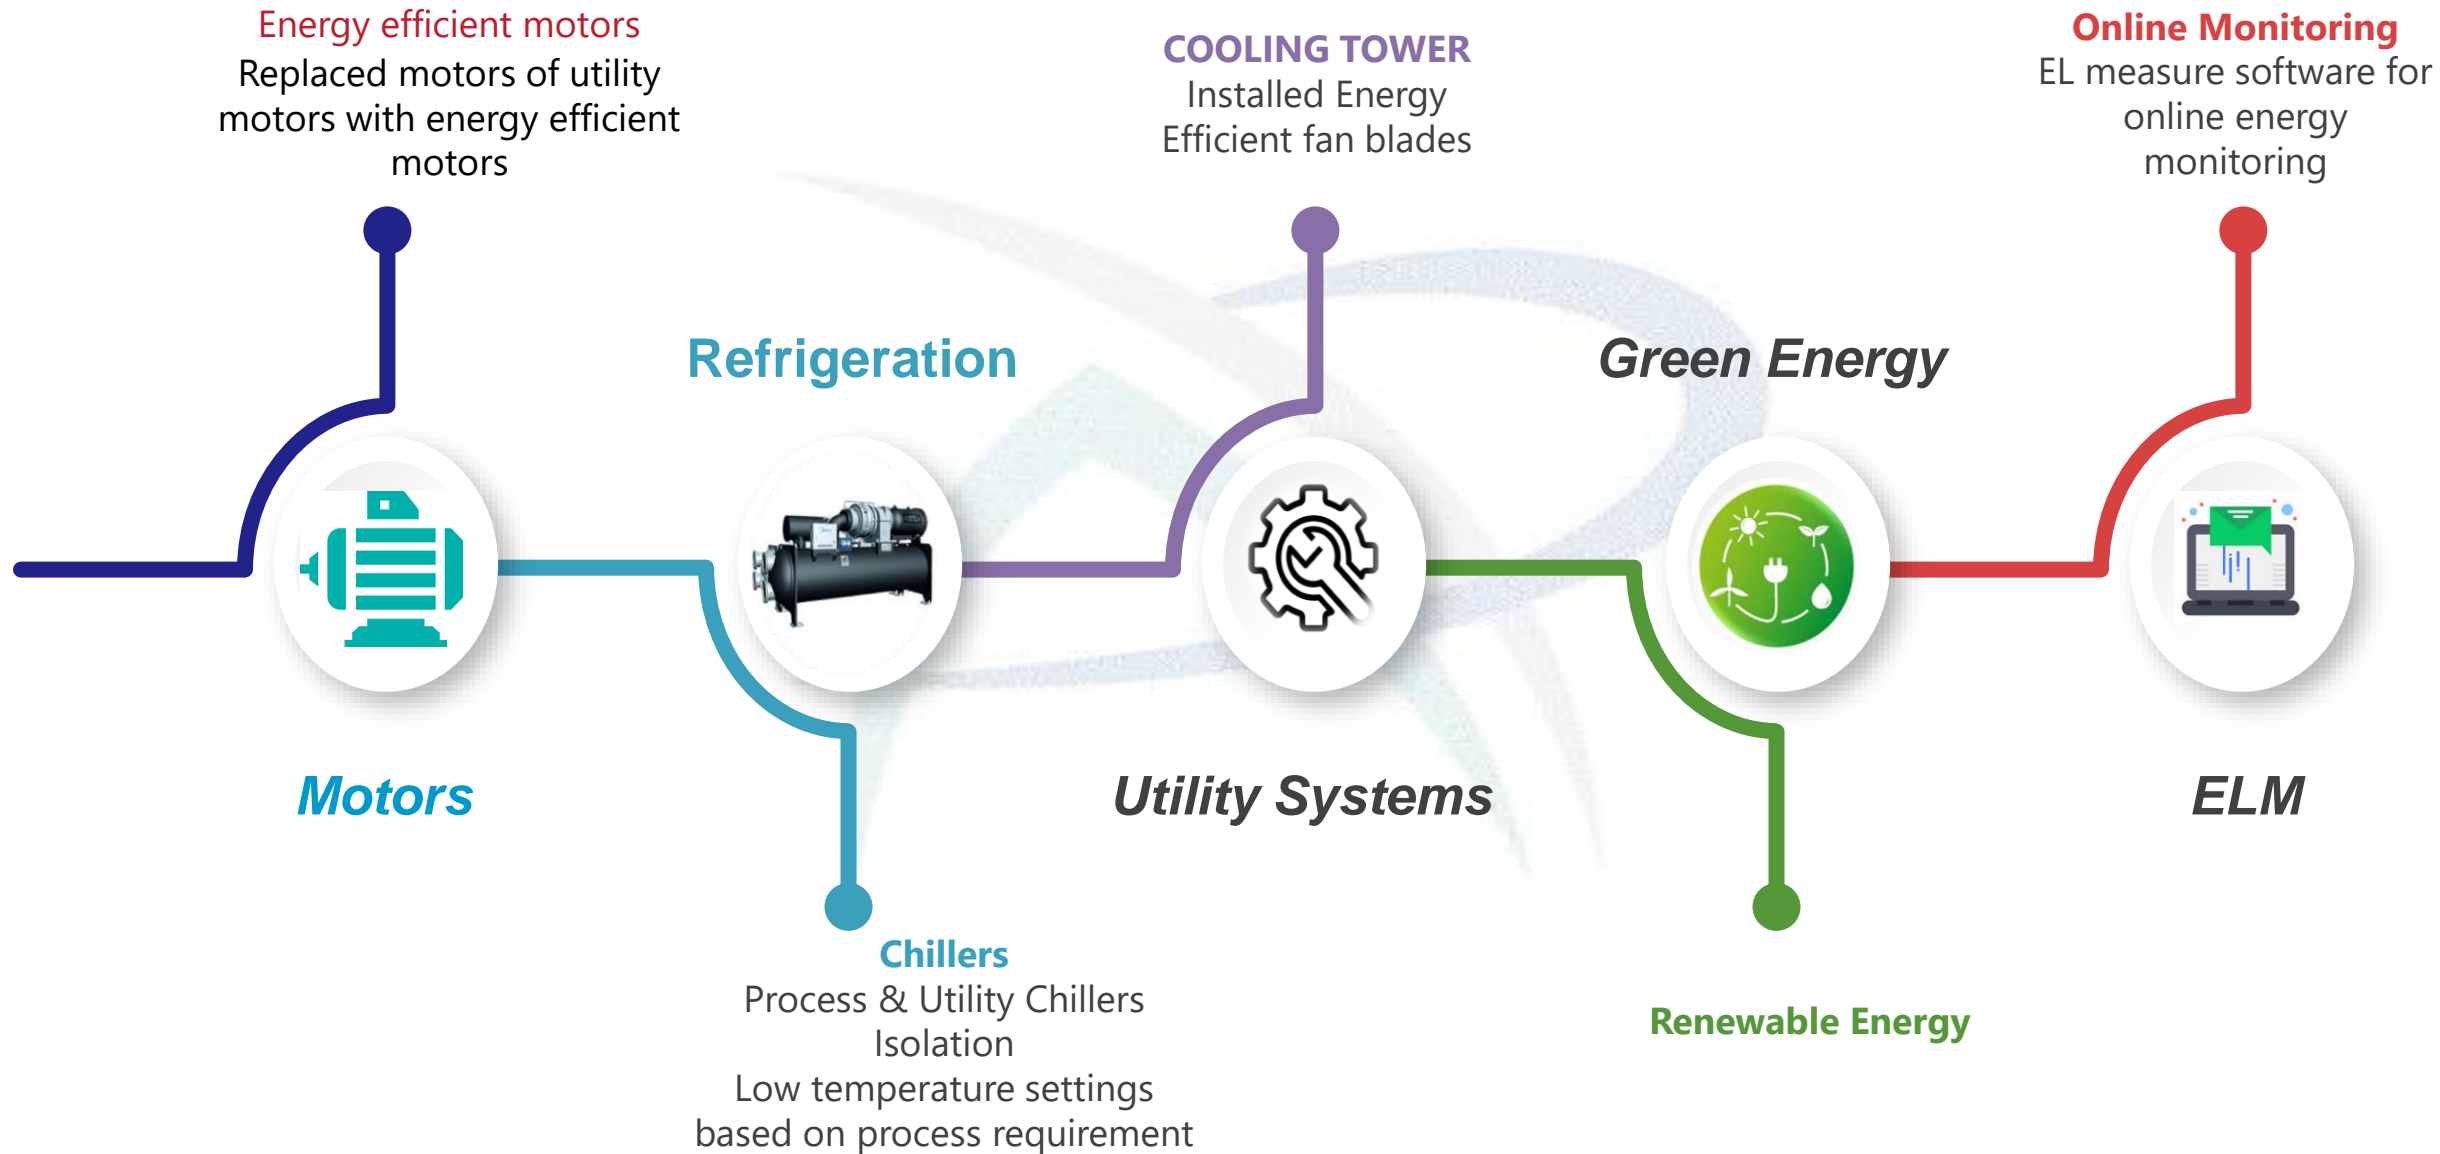 Energy efficient motors
Replaced motors of utility
motors with energy efficient
motors
COOLING TOWER
Installed Energy
Efficient fan blades
Online Monitoring
EL measure software for
online energy
monitoring
Refrigeration
Green Energy
Motors
Utility Systems
ELM
Chillers
Process & Utility Chillers
Isolation
Low temperature settings
based on process requirement
Renewable Energy